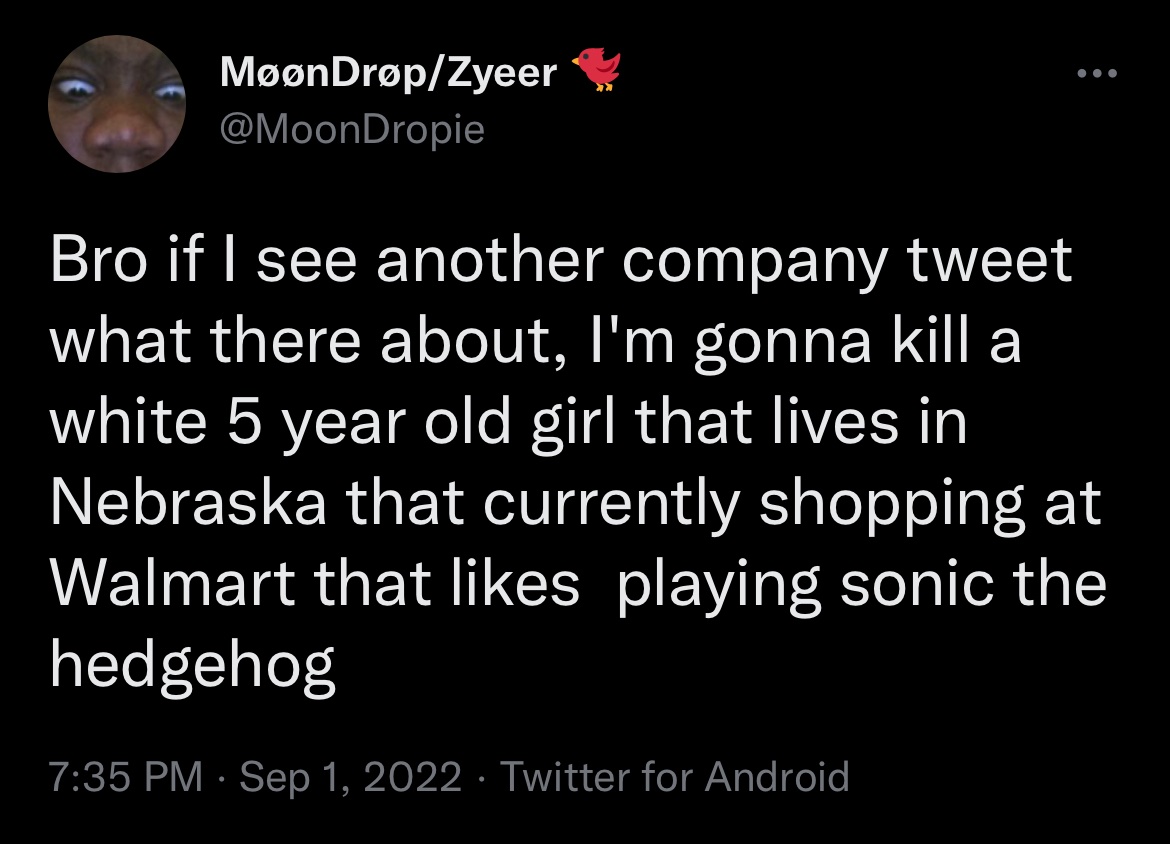 MøønDrøp/Zyeer 🐦
@MoonDropie
Bro if I see another company tweet
what there about, I'm gonna kill a
white 5 year old girl that lives in
Nebraska that currently shopping at
Walmart that likes  playing sonic the
hedgehog
7:35 PM · Sep 1, 2022 · Twitter for Android